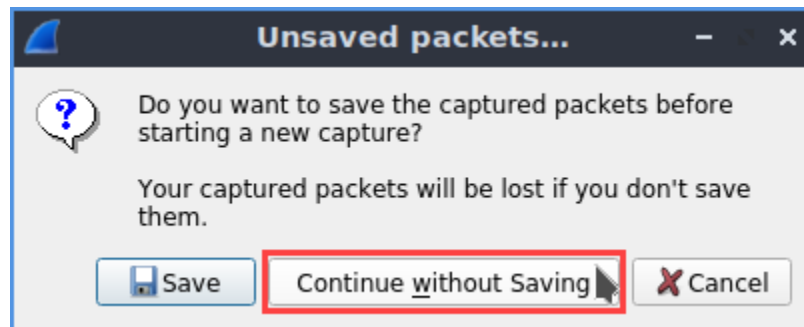 Unsaved packets...
Do you want to save the captured packets before
starting a new capture?
Your captured packets will be lost if you don't save
them.
Save
Continue without Saving
Cancel